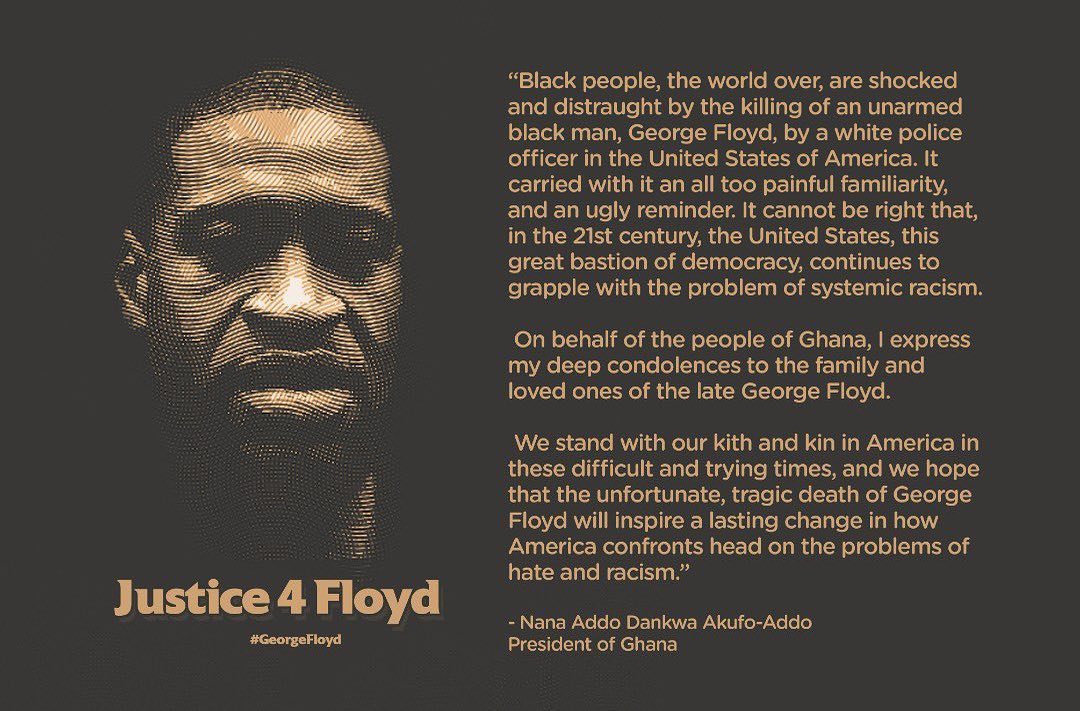 “Black people, the world over, are shocked
and distraught by the killing of an unarmed
black man, George Floyd, by a white police
officer in the United States of America. It
carried with it an all too painful familiarity,
and an ugly reminder. It cannot be right that,
in the 21st century, the United States, this
great bastion of democracy, continues to
grapple with the problem of systemic racism.
On behalf of the people of Ghana, I express
my deep condolences to the family and
loved ones of the late George Floyd.
We stand with our kith and kin in America in
these difficult and trying times, and we hope
that the unfortunate, tragic death of George
Floyd will inspire a lasting change in how
America confronts head on the problems of
hate and racism.”
- Nana Addo Dankwa Akufo-Addo
President of Ghana
Justice 4 Floyd
#GeorgeFloyd